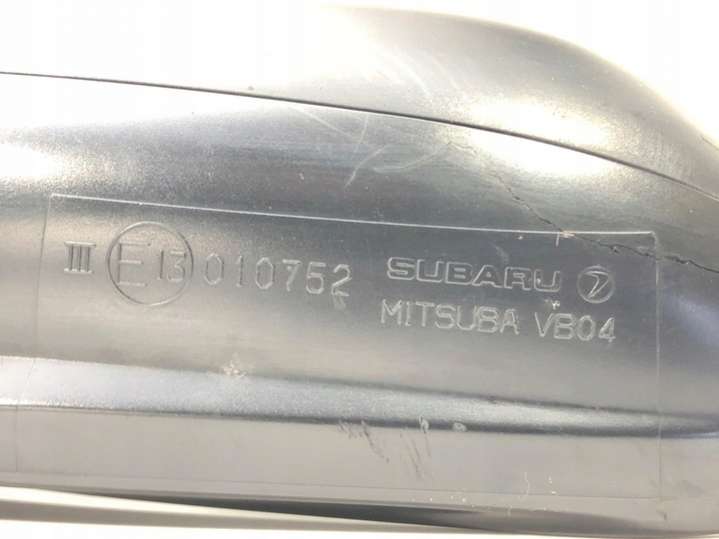 III E13 010752 SUBARU
MITSUBA VB04